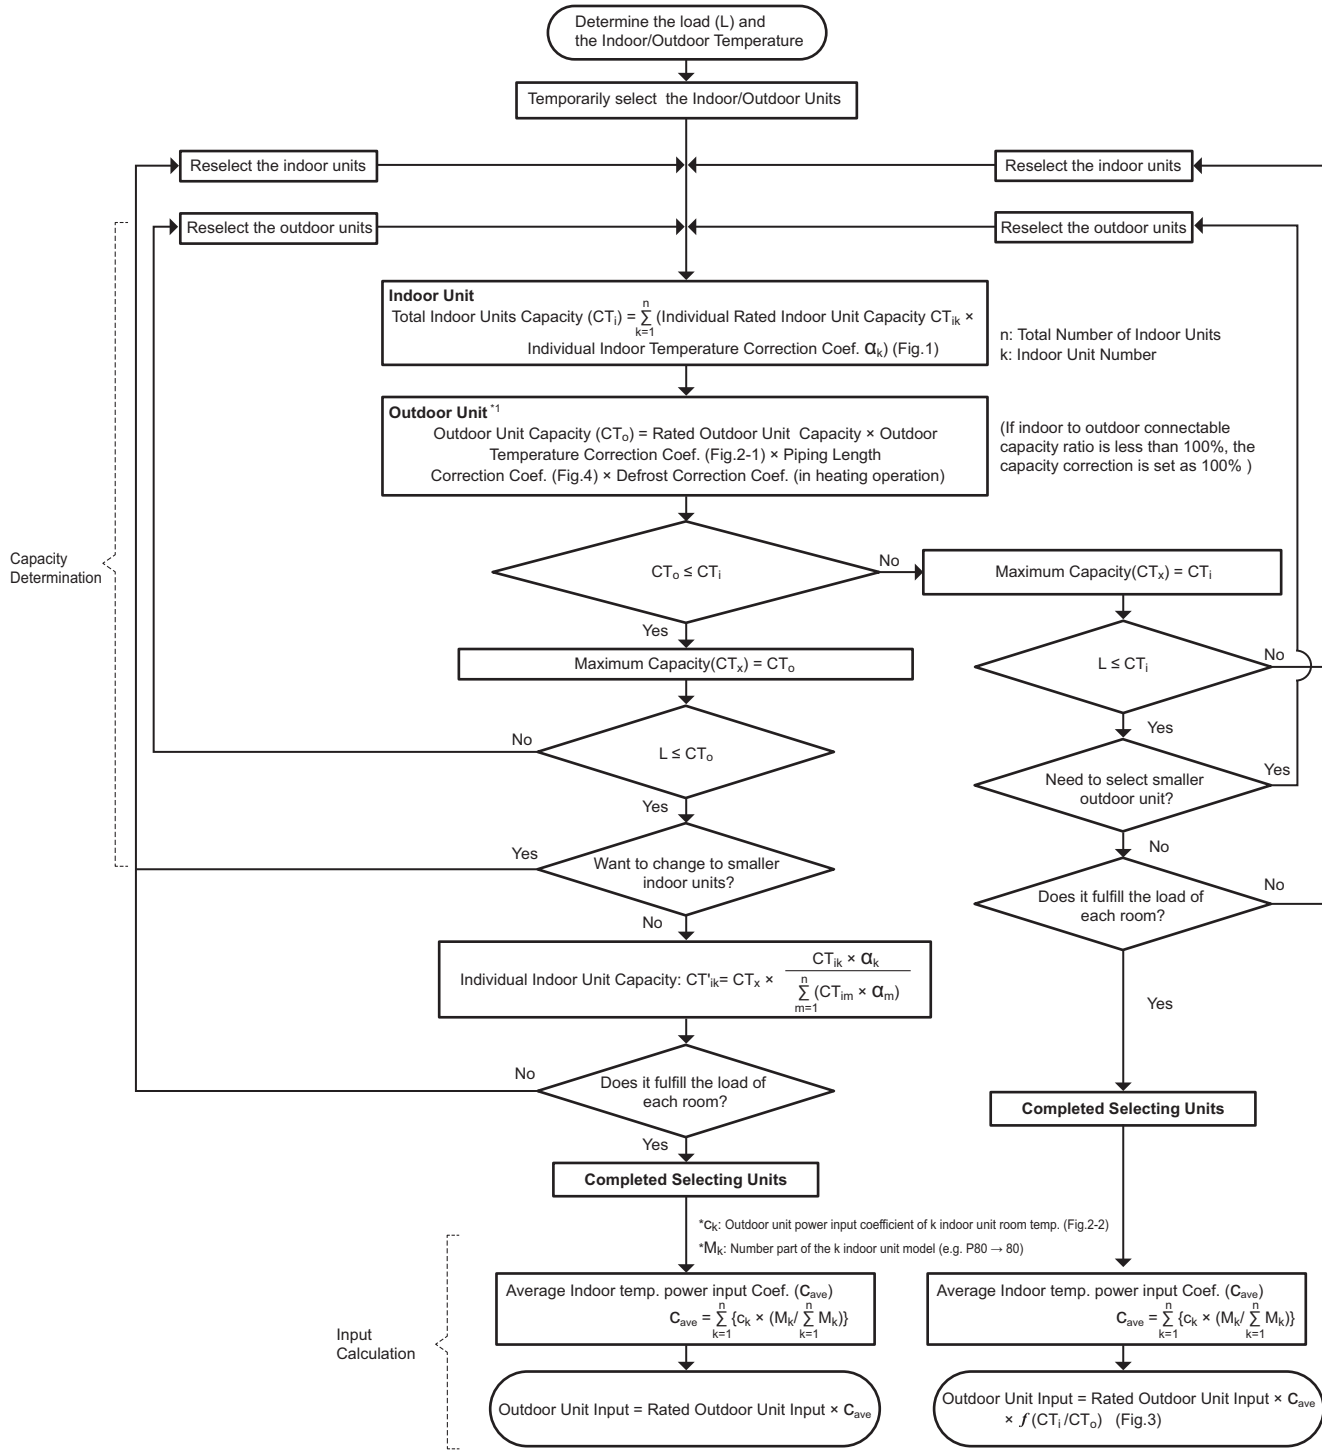 Determine the load (L) and
the Indoor/Outdoor Temperature
Temporarily select the Indoor/Outdoor Units
Reselect the indoor units
Reselect the indoor units
Reselect the outdoor units
Reselect the outdoor units
Indoor Unit
Total Indoor Units Capacity (CTi) = n∑k=1 (Individual Rated Indoor Unit Capacity CTik ×
Individual Indoor Temperature Correction Coef. αk) (Fig.1)
n: Total Number of Indoor Units
k: Indoor Unit Number
Outdoor Unit *1
Outdoor Unit Capacity (CTo) = Rated Outdoor Unit Capacity × Outdoor
Temperature Correction Coef. (Fig.2-1) × Piping Length
Correction Coef. (Fig.4) × Defrost Correction Coef. (in heating operation)
(If indoor to outdoor connectable
capacity ratio is less than 100%, the
capacity correction is set as 100% )
Capacity
Determination
CTo ≤ CTi
No
Maximum Capacity(CTx) = CTi
Yes
Maximum Capacity(CTx) = CTo
L ≤ CTi
No
Yes
No
L ≤ CTo
Need to select smaller
outdoor unit?
Yes
Yes
No
Yes
Want to change to smaller
indoor units?
Does it fulfill the load of
each room?
No
No
Individual Indoor Unit Capacity: CT'ik= CTx × CTik × αk / n∑m=1 (CTim × αm)
Yes
No
Does it fulfill the load of
each room?
Yes
Completed Selecting Units
Completed Selecting Units
*ck: Outdoor unit power input coefficient of k indoor unit room temp. (Fig.2-2)
*Mk: Number part of the k indoor unit model (e.g. P80 → 80)
Input
Calculation
Average Indoor temp. power input Coef. (cave)
cave = n∑k=1 {ck × (Mk/ n∑k=1 Mk)}
Average Indoor temp. power input Coef. (cave)
cave = n∑k=1 {ck × (Mk/ n∑k=1 Mk)}
Outdoor Unit Input = Rated Outdoor Unit Input × cave
Outdoor Unit Input = Rated Outdoor Unit Input × cave
× f (CTi /CTo) (Fig.3)